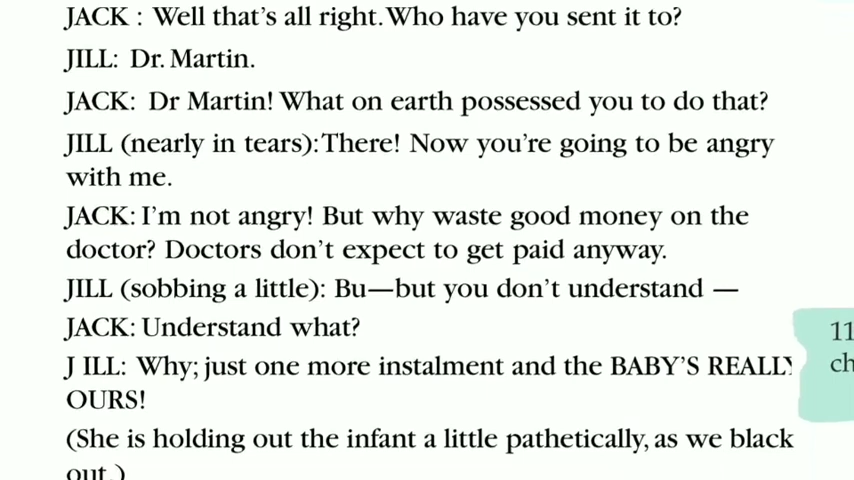 JACK : Well that's all right. Who have you sent it to?
JILL: Dr. Martin.
JACK: Dr Martin! What on earth possessed you to do that?
JILL (nearly in tears): There! Now you're going to be angry
with me.
JACK: I'm not angry! But why waste good money on the
doctor? Doctors don't expect to get paid anyway.
JILL (sobbing a little): Bu—but you don't understand —
JACK: Understand what?
J ILL: Why; just one more instalment and the BABY'S REALLY
OURS!
(She is holding out the infant a little pathetically, as we black
out.)
11
ch